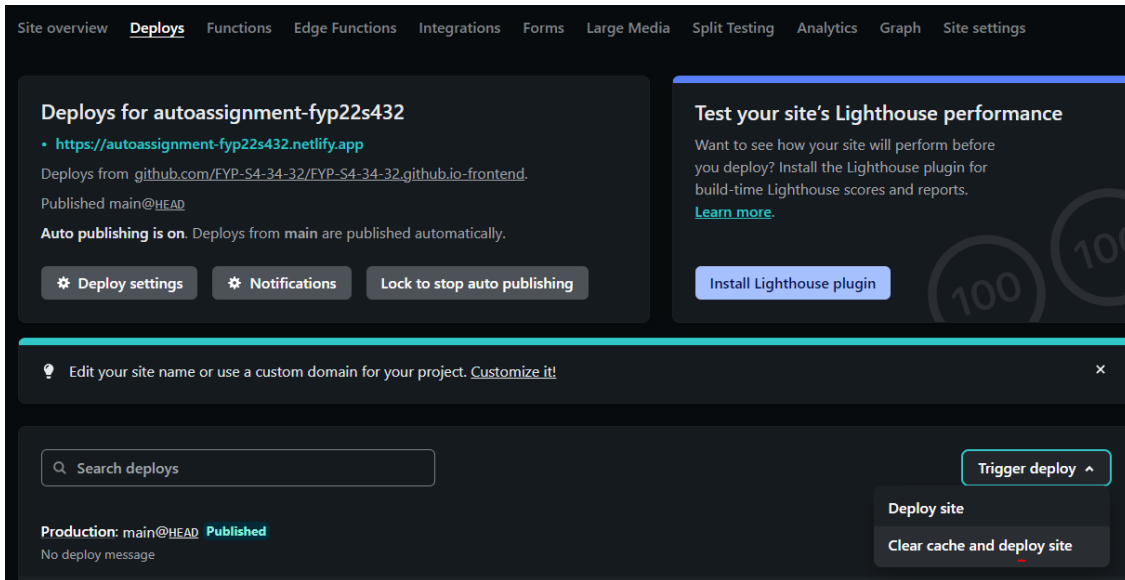 Site overview Deploys Functions Edge Functions Integrations Forms Large Media Split Testing Analytics Graph Site settings
Deploys for autoassignment-fyp22s432
• https://autoassignment-fyp22s432.netlify.app
Deploys from github.com/FYP-S4-34-32/FYP-S4-34-32.github.io-frontend.
Published main@HEAD
Auto publishing is on. Deploys from main are published automatically.
Deploy settings Notifications Lock to stop auto publishing
Test your site’s Lighthouse performance
Want to see how your site will perform before
you deploy? Install the Lighthouse plugin for
build-time Lighthouse scores and reports.
Learn more.
Install Lighthouse plugin
100
100
Edit your site name or use a custom domain for your project. Customize it!
Search deploys
Trigger deploy
Deploy site
Clear cache and deploy site
Production: main@HEAD Published
No deploy message